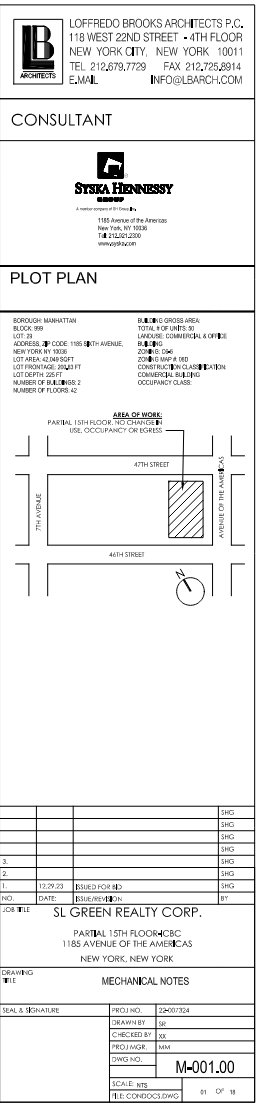 LB
ARCHITECTS
LOFFREDO BROOKS ARCHITECTS P.C.
118 WEST 22ND STREET - 4TH FLOOR
NEW YORK CITY, NEW YORK 10011
TEL 212.679.7729 FAX 212.725.8914
E.MAIL INFO@LBARCH.COM
CONSULTANT
SYSKA HENNESSY
GROUP
A member company of SH Group, Inc.
1185 Avenue of the Americas
New York, NY 10036
Tel: 212.921.2300
www.syska.com
PLOT PLAN
BOROUGH: MANHATTAN
BLOCK: 999
LOT: 29
ADDRESS, ZIP CODE: 1185 SIXTH AVENUE,
NEW YORK NY 10036
LOT AREA: 42,049 SQFT
LOT FRONTAGE: 200.83 FT
LOT DEPTH: 225 FT
NUMBER OF BUILDINGS: 2
NUMBER OF FLOORS: 42
BUILDING GROSS AREA:
TOTAL # OF UNITS: 50
LANDUSE: COMMERCIAL & OFFICE
BUILDING
ZONING: C6-6
ZONING MAP #: 08D
CONSTRUCTION CLASSIFICATION:
COMMERCIAL BUILDING
OCCUPANCY CLASS:
AREA OF WORK:
PARTIAL 15TH FLOOR. NO CHANGE IN
USE, OCCUPANCY OR EGRESS
47TH STREET
7TH AVENUE
AVENUE OF THE AMERICAS
46TH STREET
N
SHG
SHG
SHG
3. SHG
2. SHG
1. 12.29.23 ISSUED FOR BID SHG
NO. DATE: ISSUE/REVISION BY
JOB TITLE
SL GREEN REALTY CORP.
PARTIAL 15TH FLOOR-ICBC
1185 AVENUE OF THE AMERICAS
NEW YORK, NEW YORK
DRAWING
TITLE
MECHANICAL NOTES
SEAL & SIGNATURE
PROJ NO. 22-007324
DRAWN BY SR
CHECKED BY XX
PROJ MGR. MM
DWG NO.
M-001.00
SCALE: NTS
FILE: CONDOCS.DWG
01 OF 18